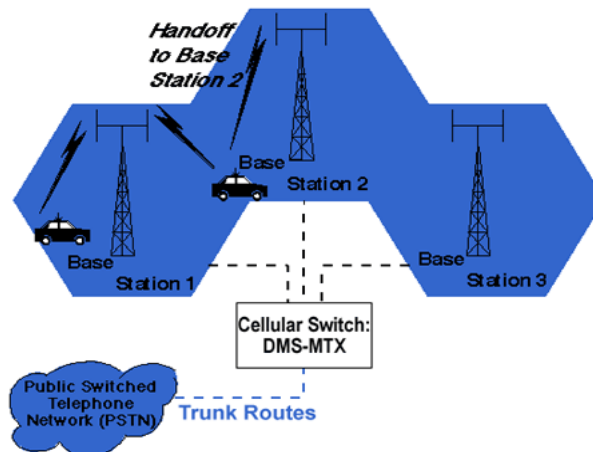 Handoff
to Base
Station 2
Base
Station 2
Base
Station 1
Base
Station 3
Cellular Switch:
DMS-MTX
Public Switched
Telephone
Network (PSTN)
Trunk Routes